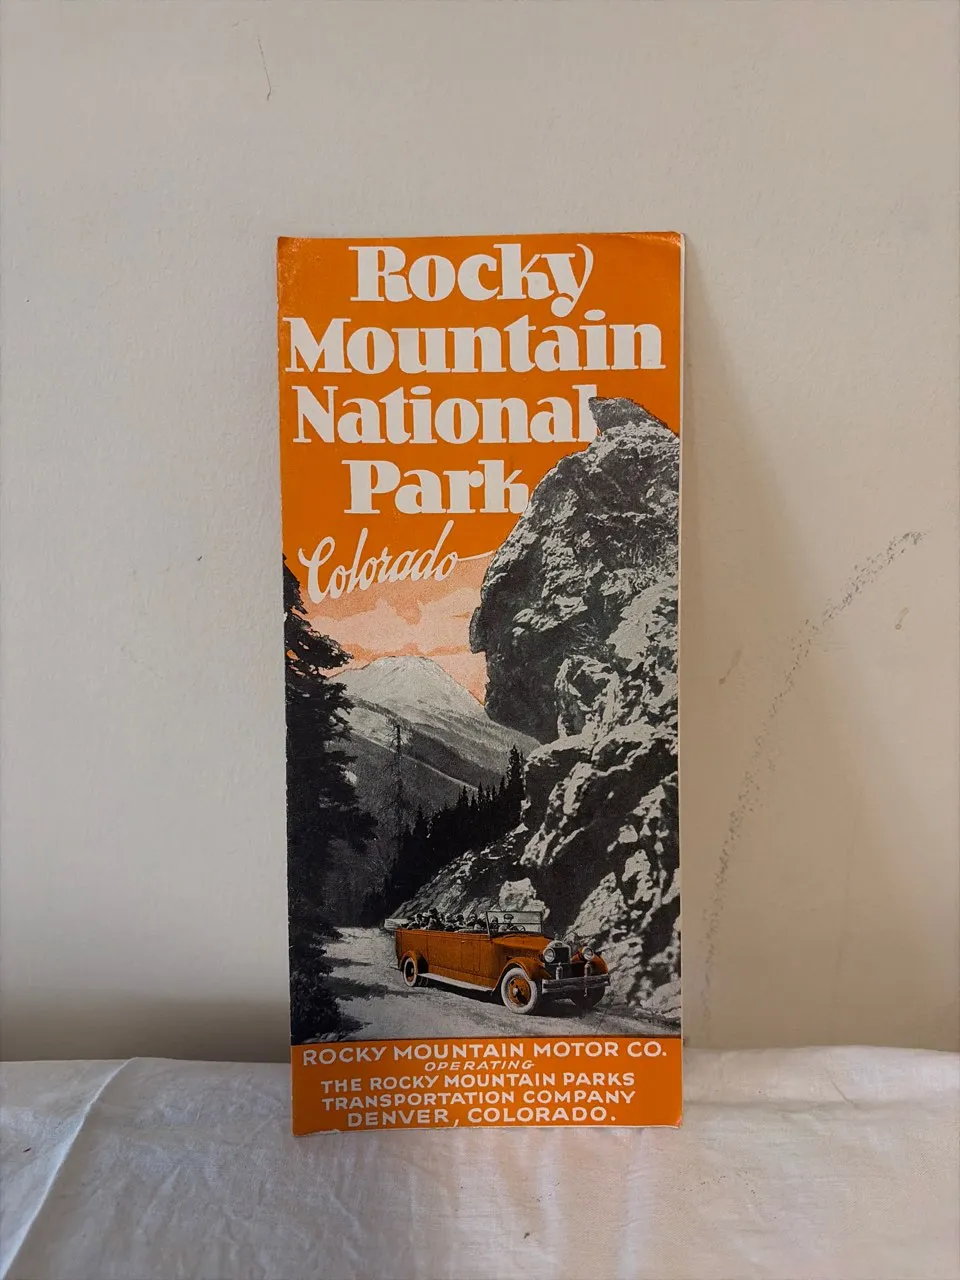 Rocky
Mountain
National
Park
Colorado
ROCKY MOUNTAIN MOTOR CO.
OPERATING
THE ROCKY MOUNTAIN PARKS
TRANSPORTATION COMPANY
DENVER, COLORADO.